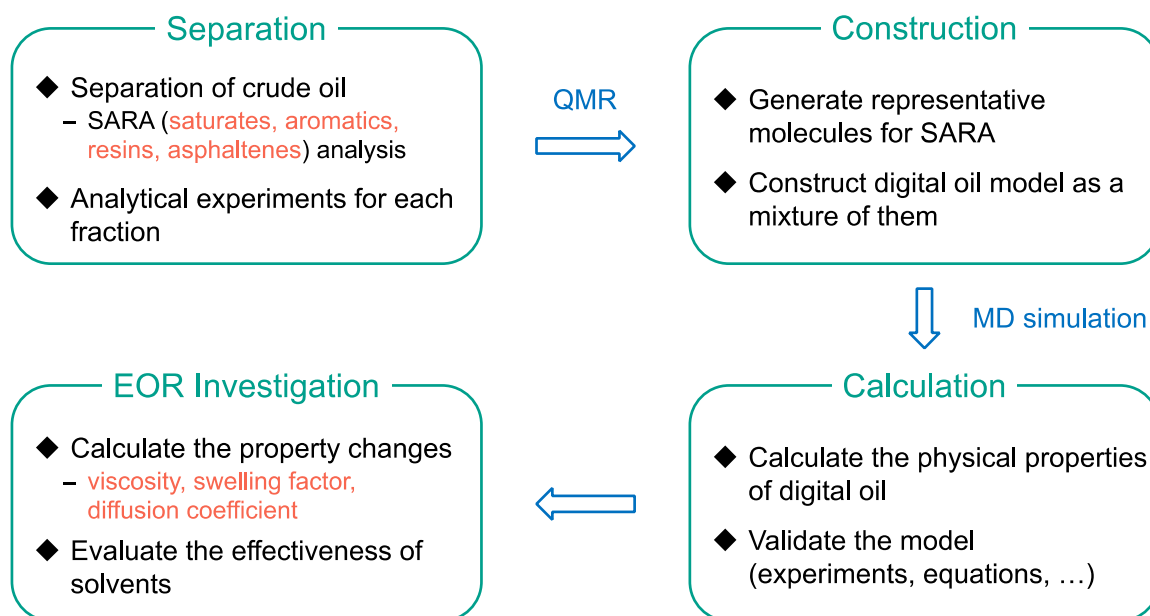 Separation
◆ Separation of crude oil
– SARA (saturates, aromatics,
resins, asphaltenes) analysis
◆ Analytical experiments for each
fraction
QMR
Construction
◆ Generate representative
molecules for SARA
◆ Construct digital oil model as a
mixture of them
MD simulation
EOR Investigation
◆ Calculate the property changes
– viscosity, swelling factor,
diffusion coefficient
◆ Evaluate the effectiveness of
solvents
Calculation
◆ Calculate the physical properties
of digital oil
◆ Validate the model
(experiments, equations, …)